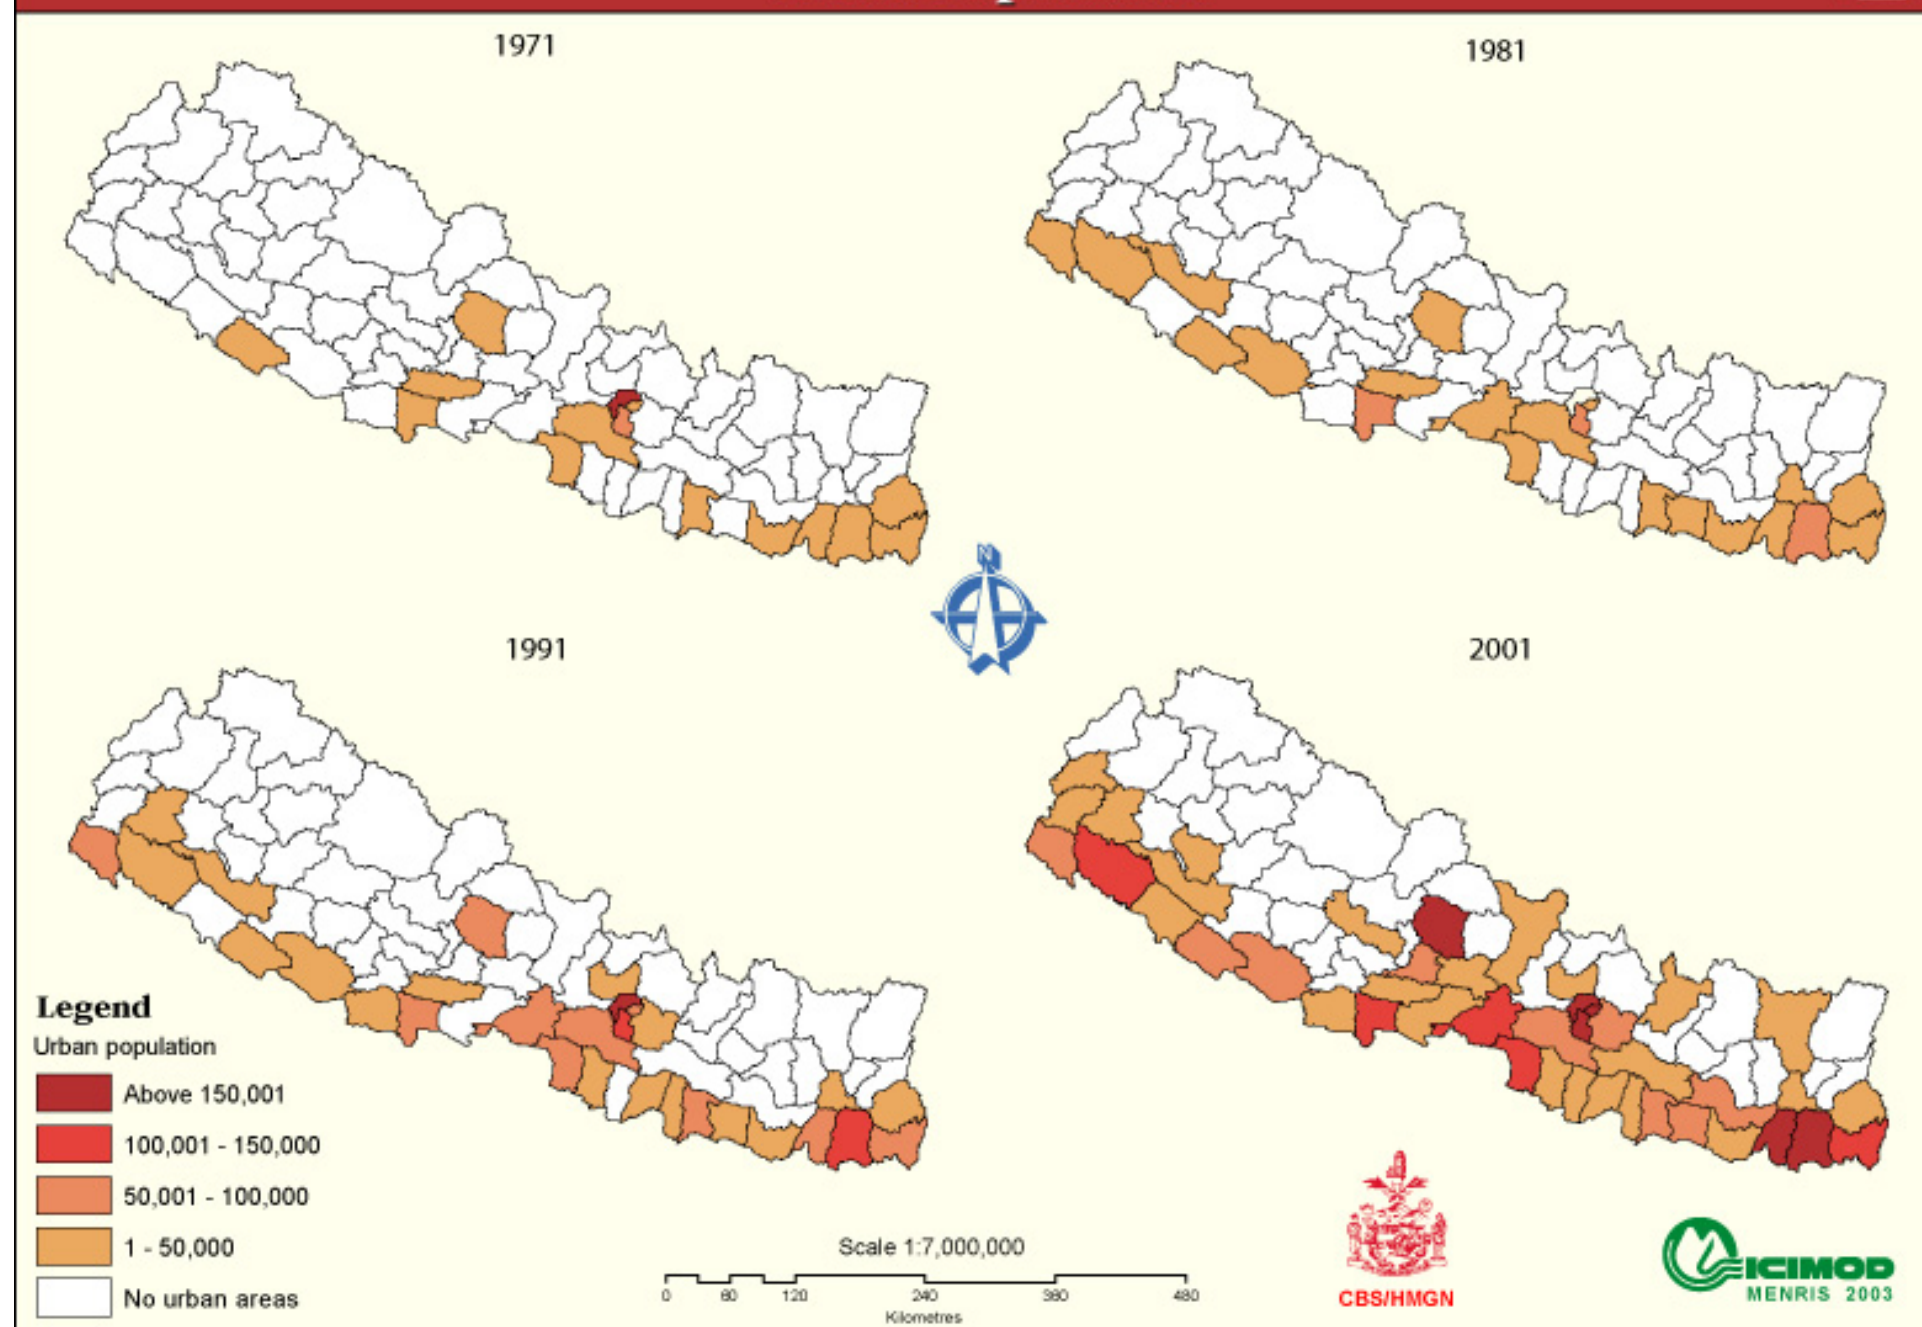 1971
1981
N
1991
2001
Legend
Urban population
Above 150,001
100,001 - 150,000
50,001 - 100,000
1 - 50,000
No urban areas
Scale 1:7,000,000
0 60 120 240 360 480
Kilometres
CBS/HMGN
ICIMOD
MENRIS 2003